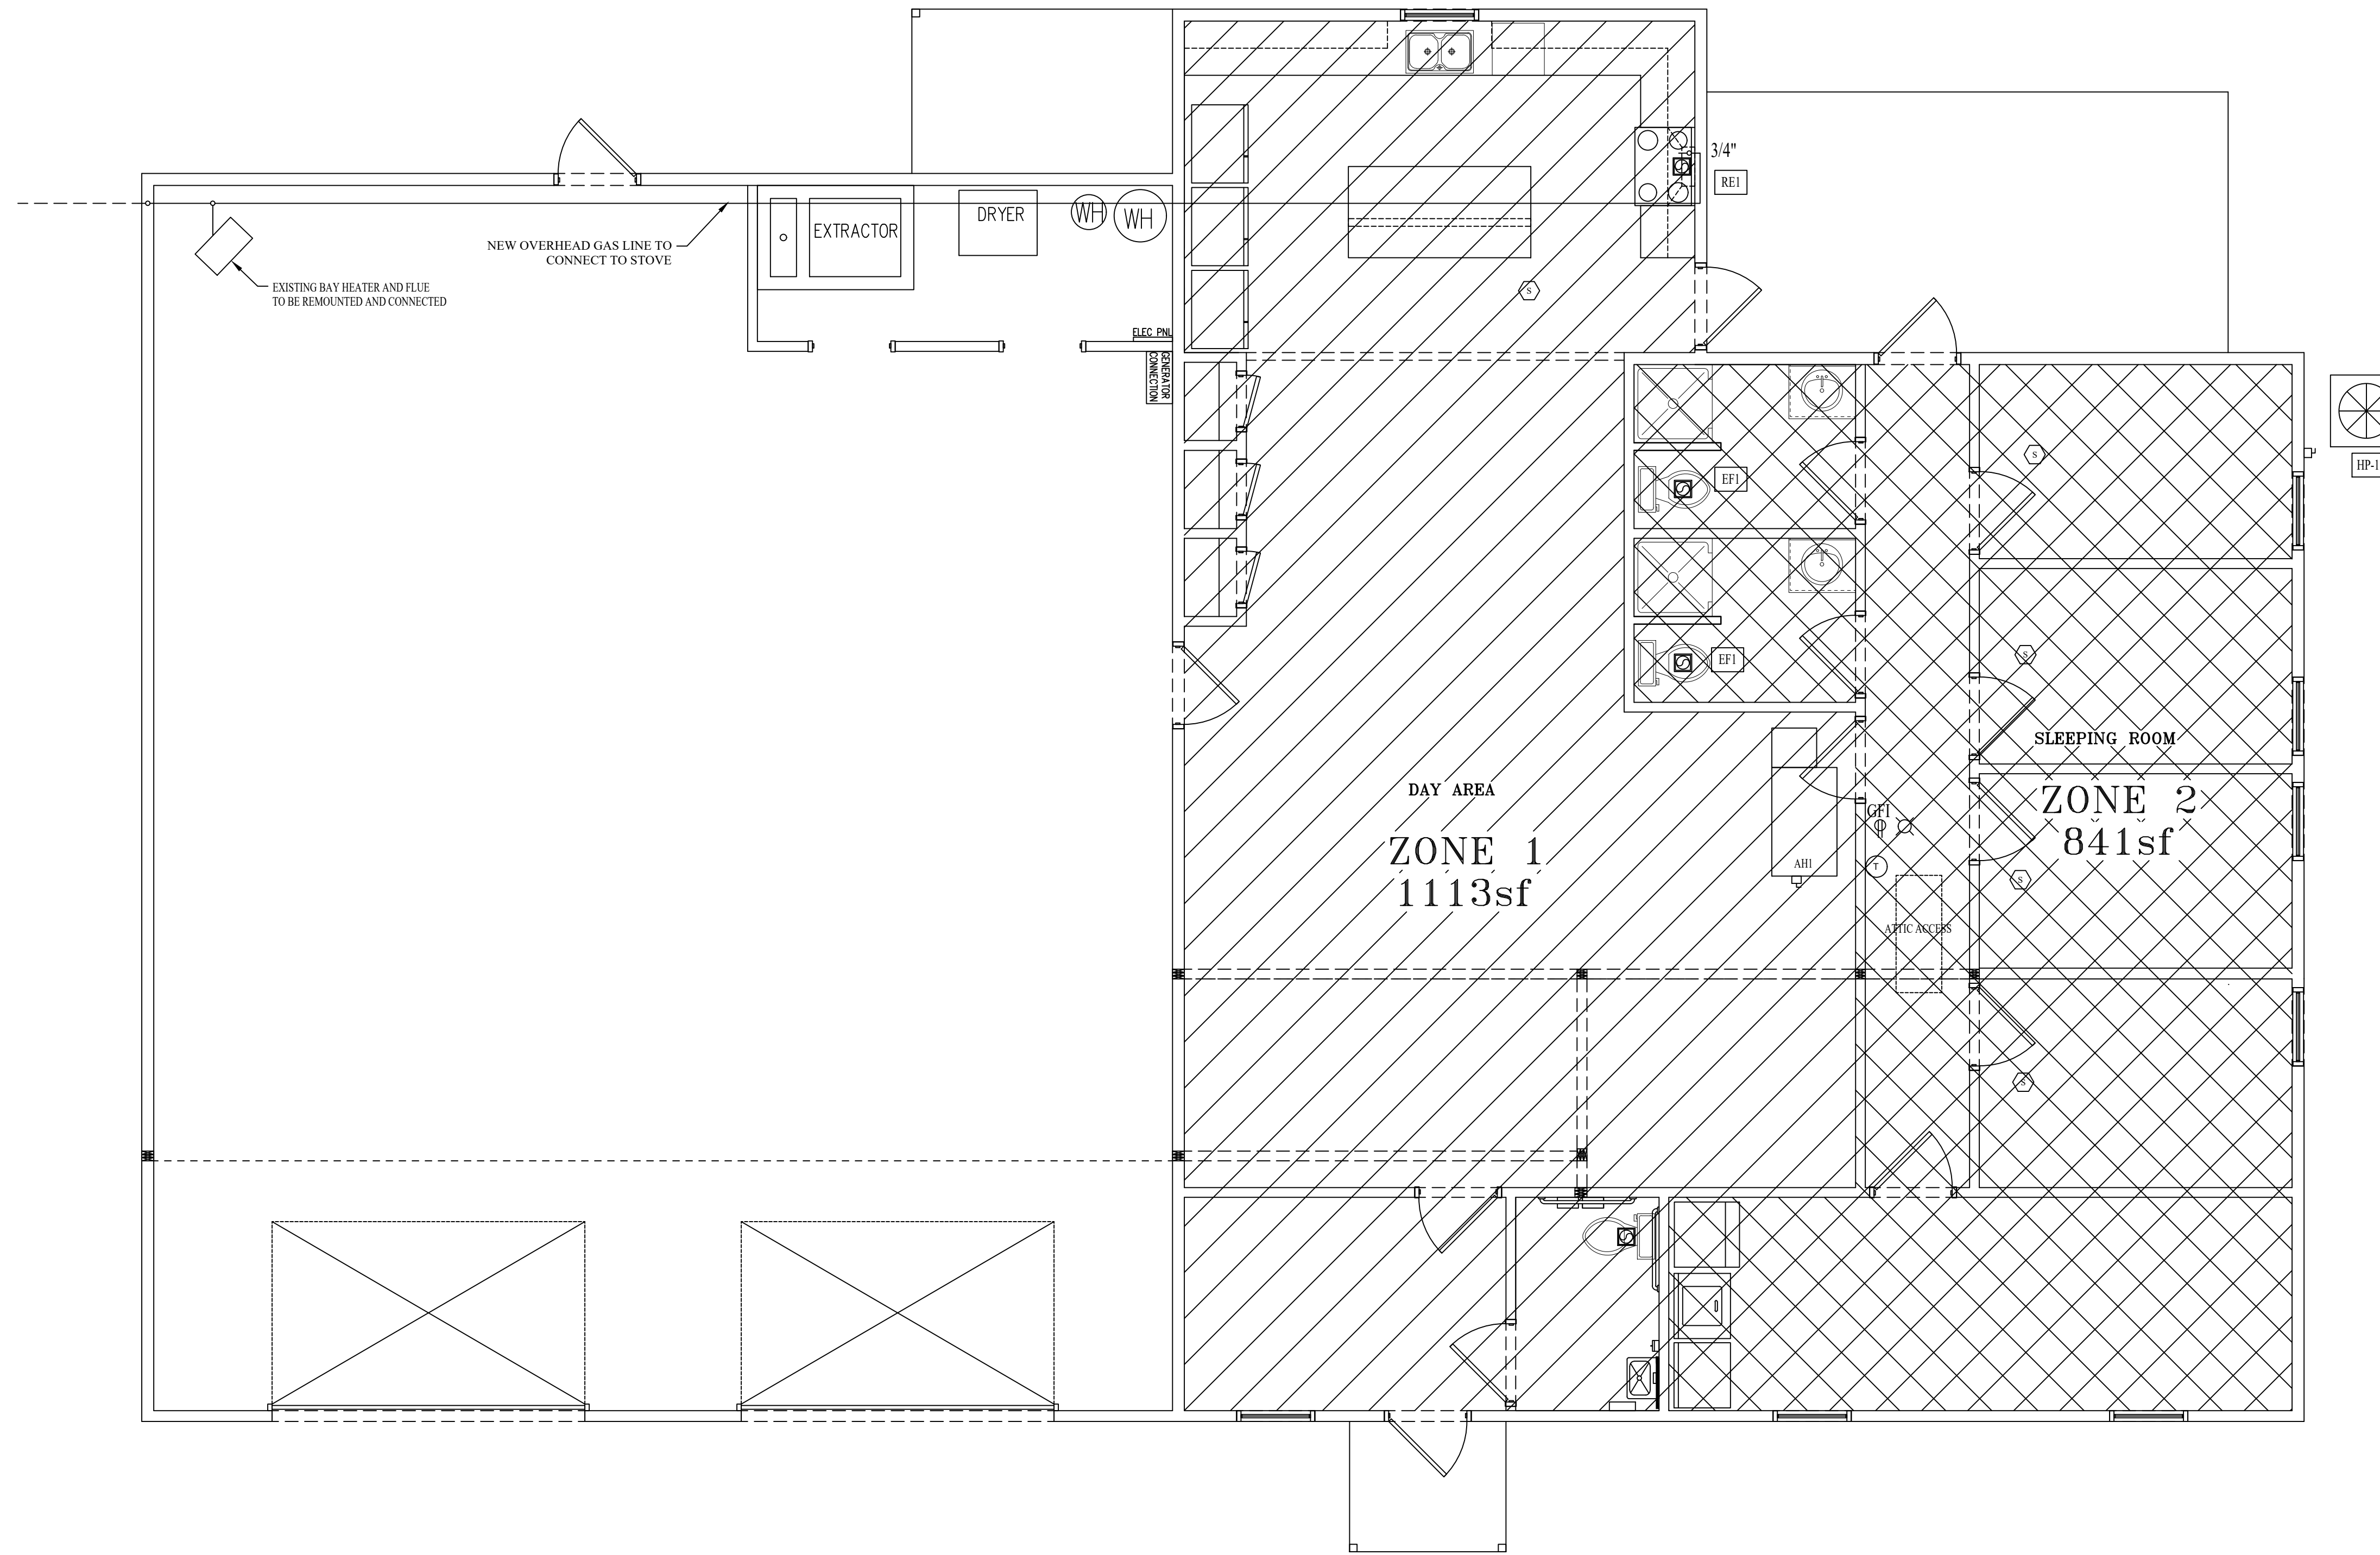 3/4"
RE1
NEW OVERHEAD GAS LINE TO
CONNECT TO STOVE
EXISTING BAY HEATER AND FLUE
TO BE REMOUNTED AND CONNECTED
EXTRACTOR
DRYER
WH
WH
ELEC PNL
GENERATOR
CONNECTION
S
S
HP-1
EF1
S
EF1
SLEEPING ROOM
DAY AREA
ZONE 2
841sf
GFI
ZONE 1
1113sf
AH1
T
S
ATTIC ACCESS
S